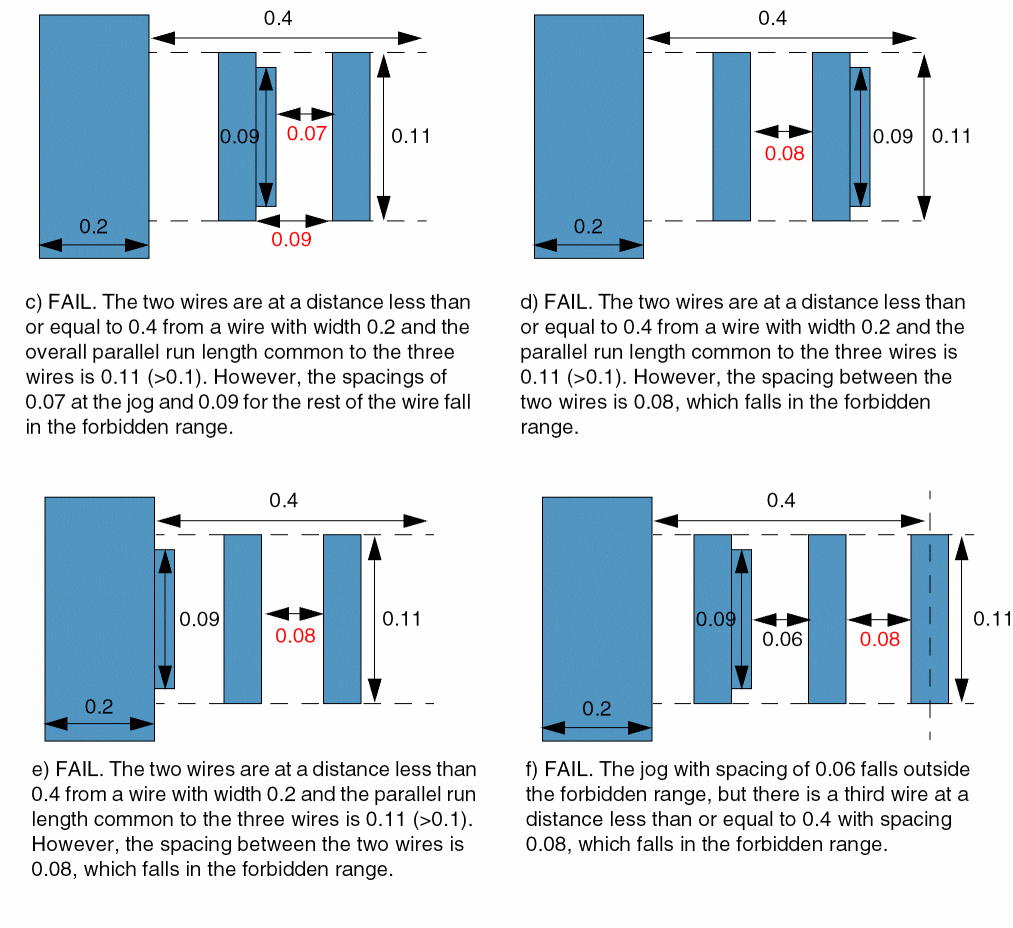 0.4
0.09
0.07
0.11
0.2
0.09
c) FAIL. The two wires are at a distance less than
or equal to 0.4 from a wire with width 0.2 and the
overall parallel run length common to the three
wires is 0.11 (>0.1). However, the spacings of
0.07 at the jog and 0.09 for the rest of the wire fall
in the forbidden range.
0.4
0.08
0.09
0.11
0.2
d) FAIL. The two wires are at a distance less than
or equal to 0.4 from a wire with width 0.2 and the
parallel run length common to the three wires is
0.11 (>0.1). However, the spacing between the
two wires is 0.08, which falls in the forbidden
range.
0.4
0.09
0.08
0.11
0.2
e) FAIL. The two wires are at a distance less than
0.4 from a wire with width 0.2 and the parallel run
length common to the three wires is 0.11 (>0.1).
However, the spacing between the two wires is
0.08, which falls in the forbidden range.
0.4
0.09
0.06
0.08
0.11
0.2
f) FAIL. The jog with spacing of 0.06 falls outside
the forbidden range, but there is a third wire at a
distance less than or equal to 0.4 with spacing
0.08, which falls in the forbidden range.